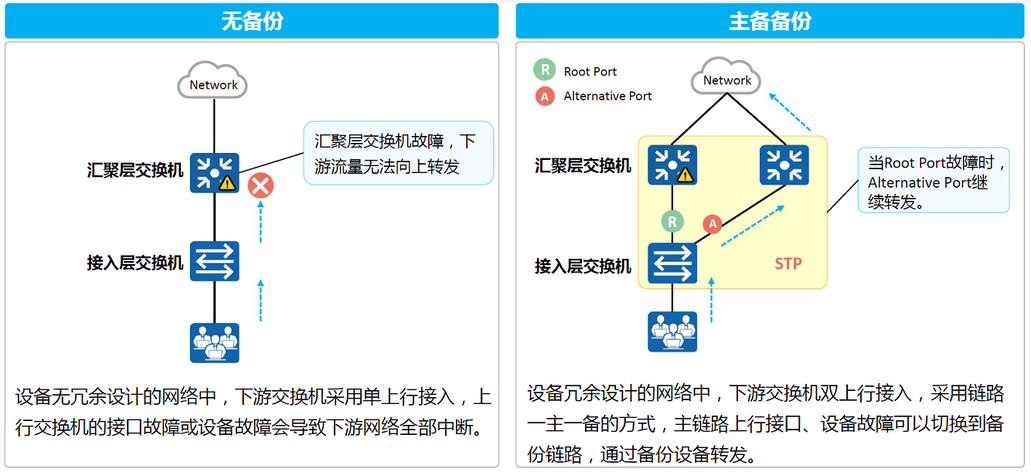 无备份
Network
汇聚层交换机
汇聚层交换机故障，下
游流量无法向上转发
接入层交换机
设备无冗余设计的网络中，下游交换机采用单上行接入，上
行交换机的接口故障或设备故障会导致下游网络全部中断。
主备备份
R Root Port
A Alternative Port
Network
汇聚层交换机
当Root Port故障时，
Alternative Port继
续转发。
R
A
接入层交换机
STP
设备冗余设计的网络中，下游交换机双上行接入，采用链路
一主一备的方式，主链路上行接口、设备故障可以切换到备
份链路，通过备份设备转发。